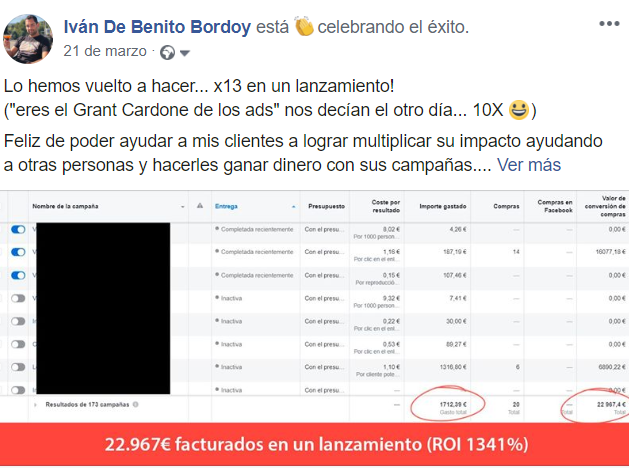 Iván De Benito Bordoy está 👏 celebrando el éxito.
21 de marzo ·
Lo hemos vuelto a hacer... x13 en un lanzamiento!
("eres el Grant Cardone de los ads" nos decían el otro día... 10X 😀)
Feliz de poder ayudar a mis clientes a lograr multiplicar su impacto ayudando
a otras personas y hacerles ganar dinero con sus campañas.... Ver más
Nombre de la campaña Entrega Presupuesto Coste por resultado Importe gastado Compras Compras en Facebook Valor de conversión de compras
V Completada recientemente Con el presu... 8,02 € 4,26 € — — 0,00 €
Por 1000 person...
V Completada recientemente Con el presu... 1,16 € 187,19 € 14 — 16077,18 €
Por clic en el enl...
V Completada recientemente Con el presu... 0,15 € 107,46 € — — 0,00 €
Por reproducció...
V Inactiva Con el presu... 9,32 € 7,41 € — — 0,00 €
Por 1000 person...
Inactiva Con el presu... 0,22 € 30,00 € — — 0,00 €
Por clic en el enl...
Inactiva Con el presu... 0,53 € 89,27 € — — 0,00 €
Por clic en el enl...
L Inactiva Con el presu... 1,10 € 1316,80 € 6 — 6890,22 €
Por cliente pote...
Inactiva Con el presu... — — — 0,00 €
Resultados de 173 campañas — 1712,39 € 20 — 22.967,4 €
Gasto total Total Total Total
22.967€ facturados en un lanzamiento (ROI 1341%)